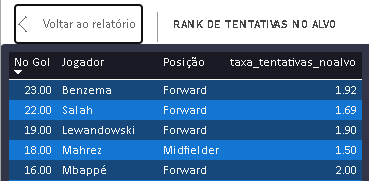 Voltar ao relatório RANK DE TENTATIVAS NO ALVO
No Gol Jogador Posição taxa_tentativas_noalvo
23.00 Benzema Forward 1.92
22.00 Salah Forward 1.69
19.00 Lewandowski Forward 1.90
18.00 Mahrez Midfielder 1.50
16.00 Mbappé Forward 2.00